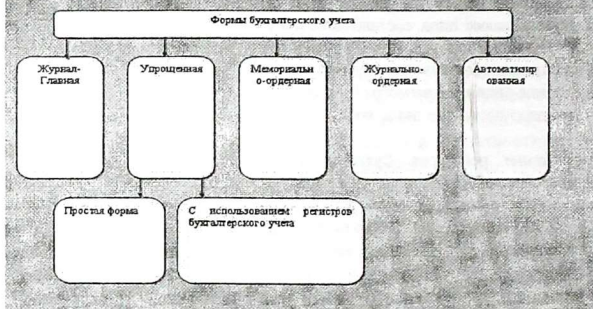 Формы бухгалтерского учета
Журнал-
Главная
Упрощенная
Мемориальн
о-ордерная
Журнально-
ордерная
Автоматизир
ованная
Простая форма
С использованием регистров
бухгалтерского учета